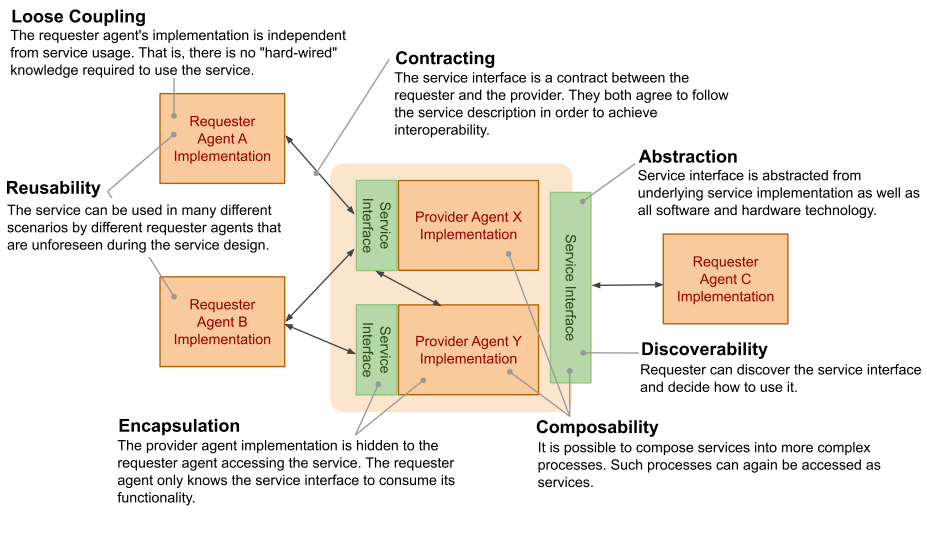 Loose Coupling
The requester agent's implementation is independent
from service usage. That is, there is no "hard-wired"
knowledge required to use the service.
Contracting
The service interface is a contract between the
requester and the provider. They both agree to follow
the service description in order to achieve
interoperability.
Requester
Agent A
Implementation
Abstraction
Service interface is abstracted from
underlying service implementation as well as
all software and hardware technology.
Reusability
The service can be used in many different
scenarios by different requester agents that
are unforeseen during the service design.
Service
Interface
Provider Agent X
Implementation
Service Interface
Requester
Agent C
Implementation
Requester
Agent B
Implementation
Service
Interface
Provider Agent Y
Implementation
Discoverability
Requester can discover the service interface
and decide how to use it.
Encapsulation
The provider agent implementation is hidden to the
requester agent accessing the service. The requester
agent only knows the service interface to consume its
functionality.
Composability
It is possible to compose services into more complex
processes. Such processes can again be accessed as
services.